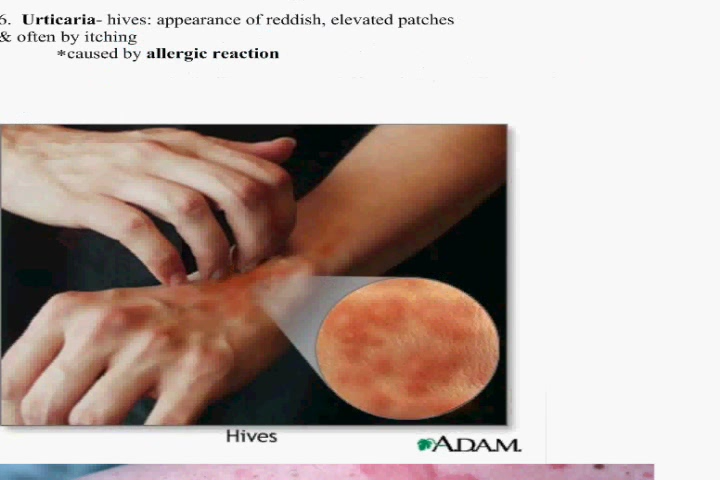 6. Urticaria- hives: appearance of reddish, elevated patches
& often by itching
*caused by allergic reaction
Hives
ADAM.